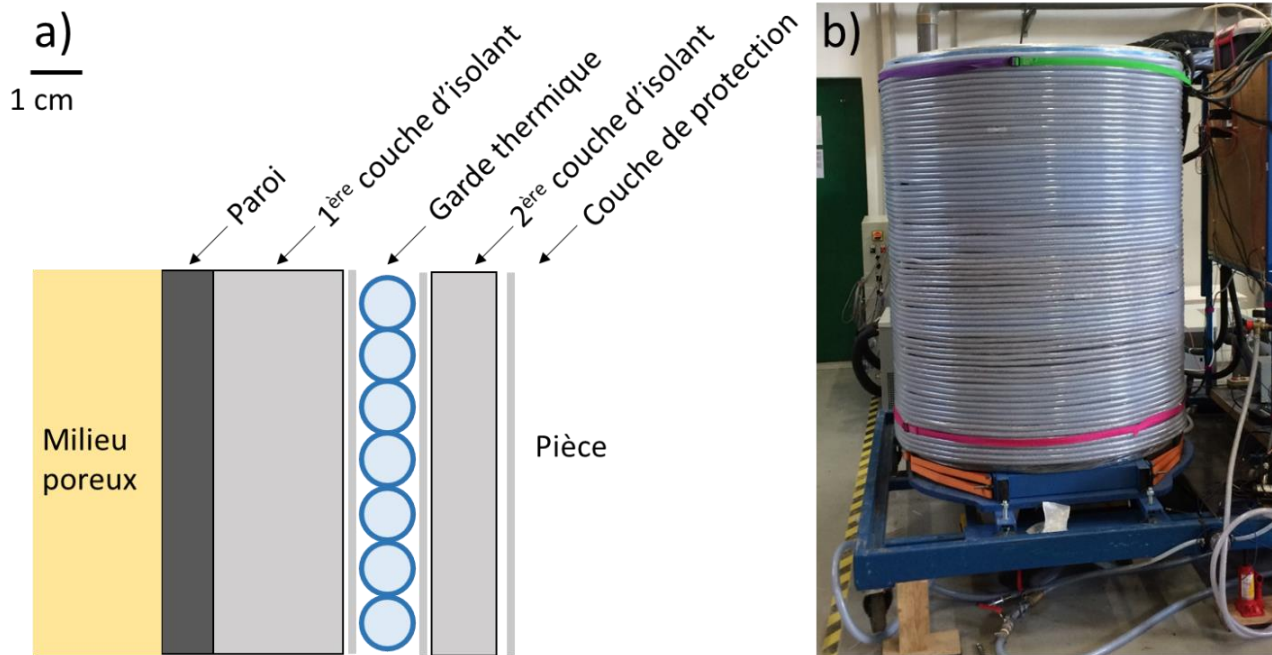 a)
1 cm
Paroi
1ère couche d'isolant
Garde thermique
2ère couche d'isolant
Couche de protection
Milieu
poreux
Pièce
b)